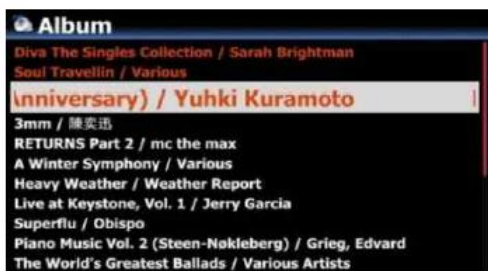 Album
Diva The Singles Collection / Sarah Brightman
Soul Travellin / Various
Anniversary) / Yuhki Kuramoto
3mm / 陳奕迅
RETURNS Part 2 / mc the max
A Winter Symphony / Various
Heavy Weather / Weather Report
Live at Keystone, Vol. 1 / Jerry Garcia
Superflu / Obispo
Piano Music Vol. 2 (Steen-Nøkleberg) / Grieg, Edvard
The World's Greatest Ballads / Various Artists